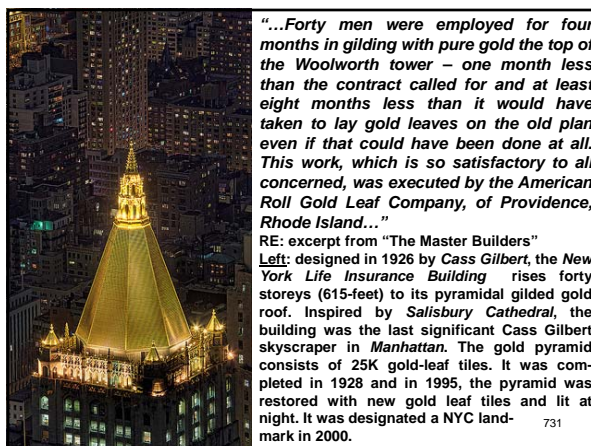 “…Forty men were employed for four
months in gilding with pure gold the top of
the Woolworth tower – one month less
than the contract called for and at least
eight months less than it would have
taken to lay gold leaves on the old plan
even if that could have been done at all.
This work, which is so satisfactory to all
concerned, was executed by the American
Roll Gold Leaf Company, of Providence,
Rhode Island…”
RE: excerpt from “The Master Builders”
Left: designed in 1926 by Cass Gilbert, the New
York Life Insurance Building rises forty
storeys (615-feet) to its pyramidal gilded gold
roof. Inspired by Salisbury Cathedral, the
building was the last significant Cass Gilbert
skyscraper in Manhattan. The gold pyramid
consists of 25K gold-leaf tiles. It was com-
pleted in 1928 and in 1995, the pyramid was
restored with new gold leaf tiles and lit at
night. It was designated a NYC land-
mark in 2000.
731